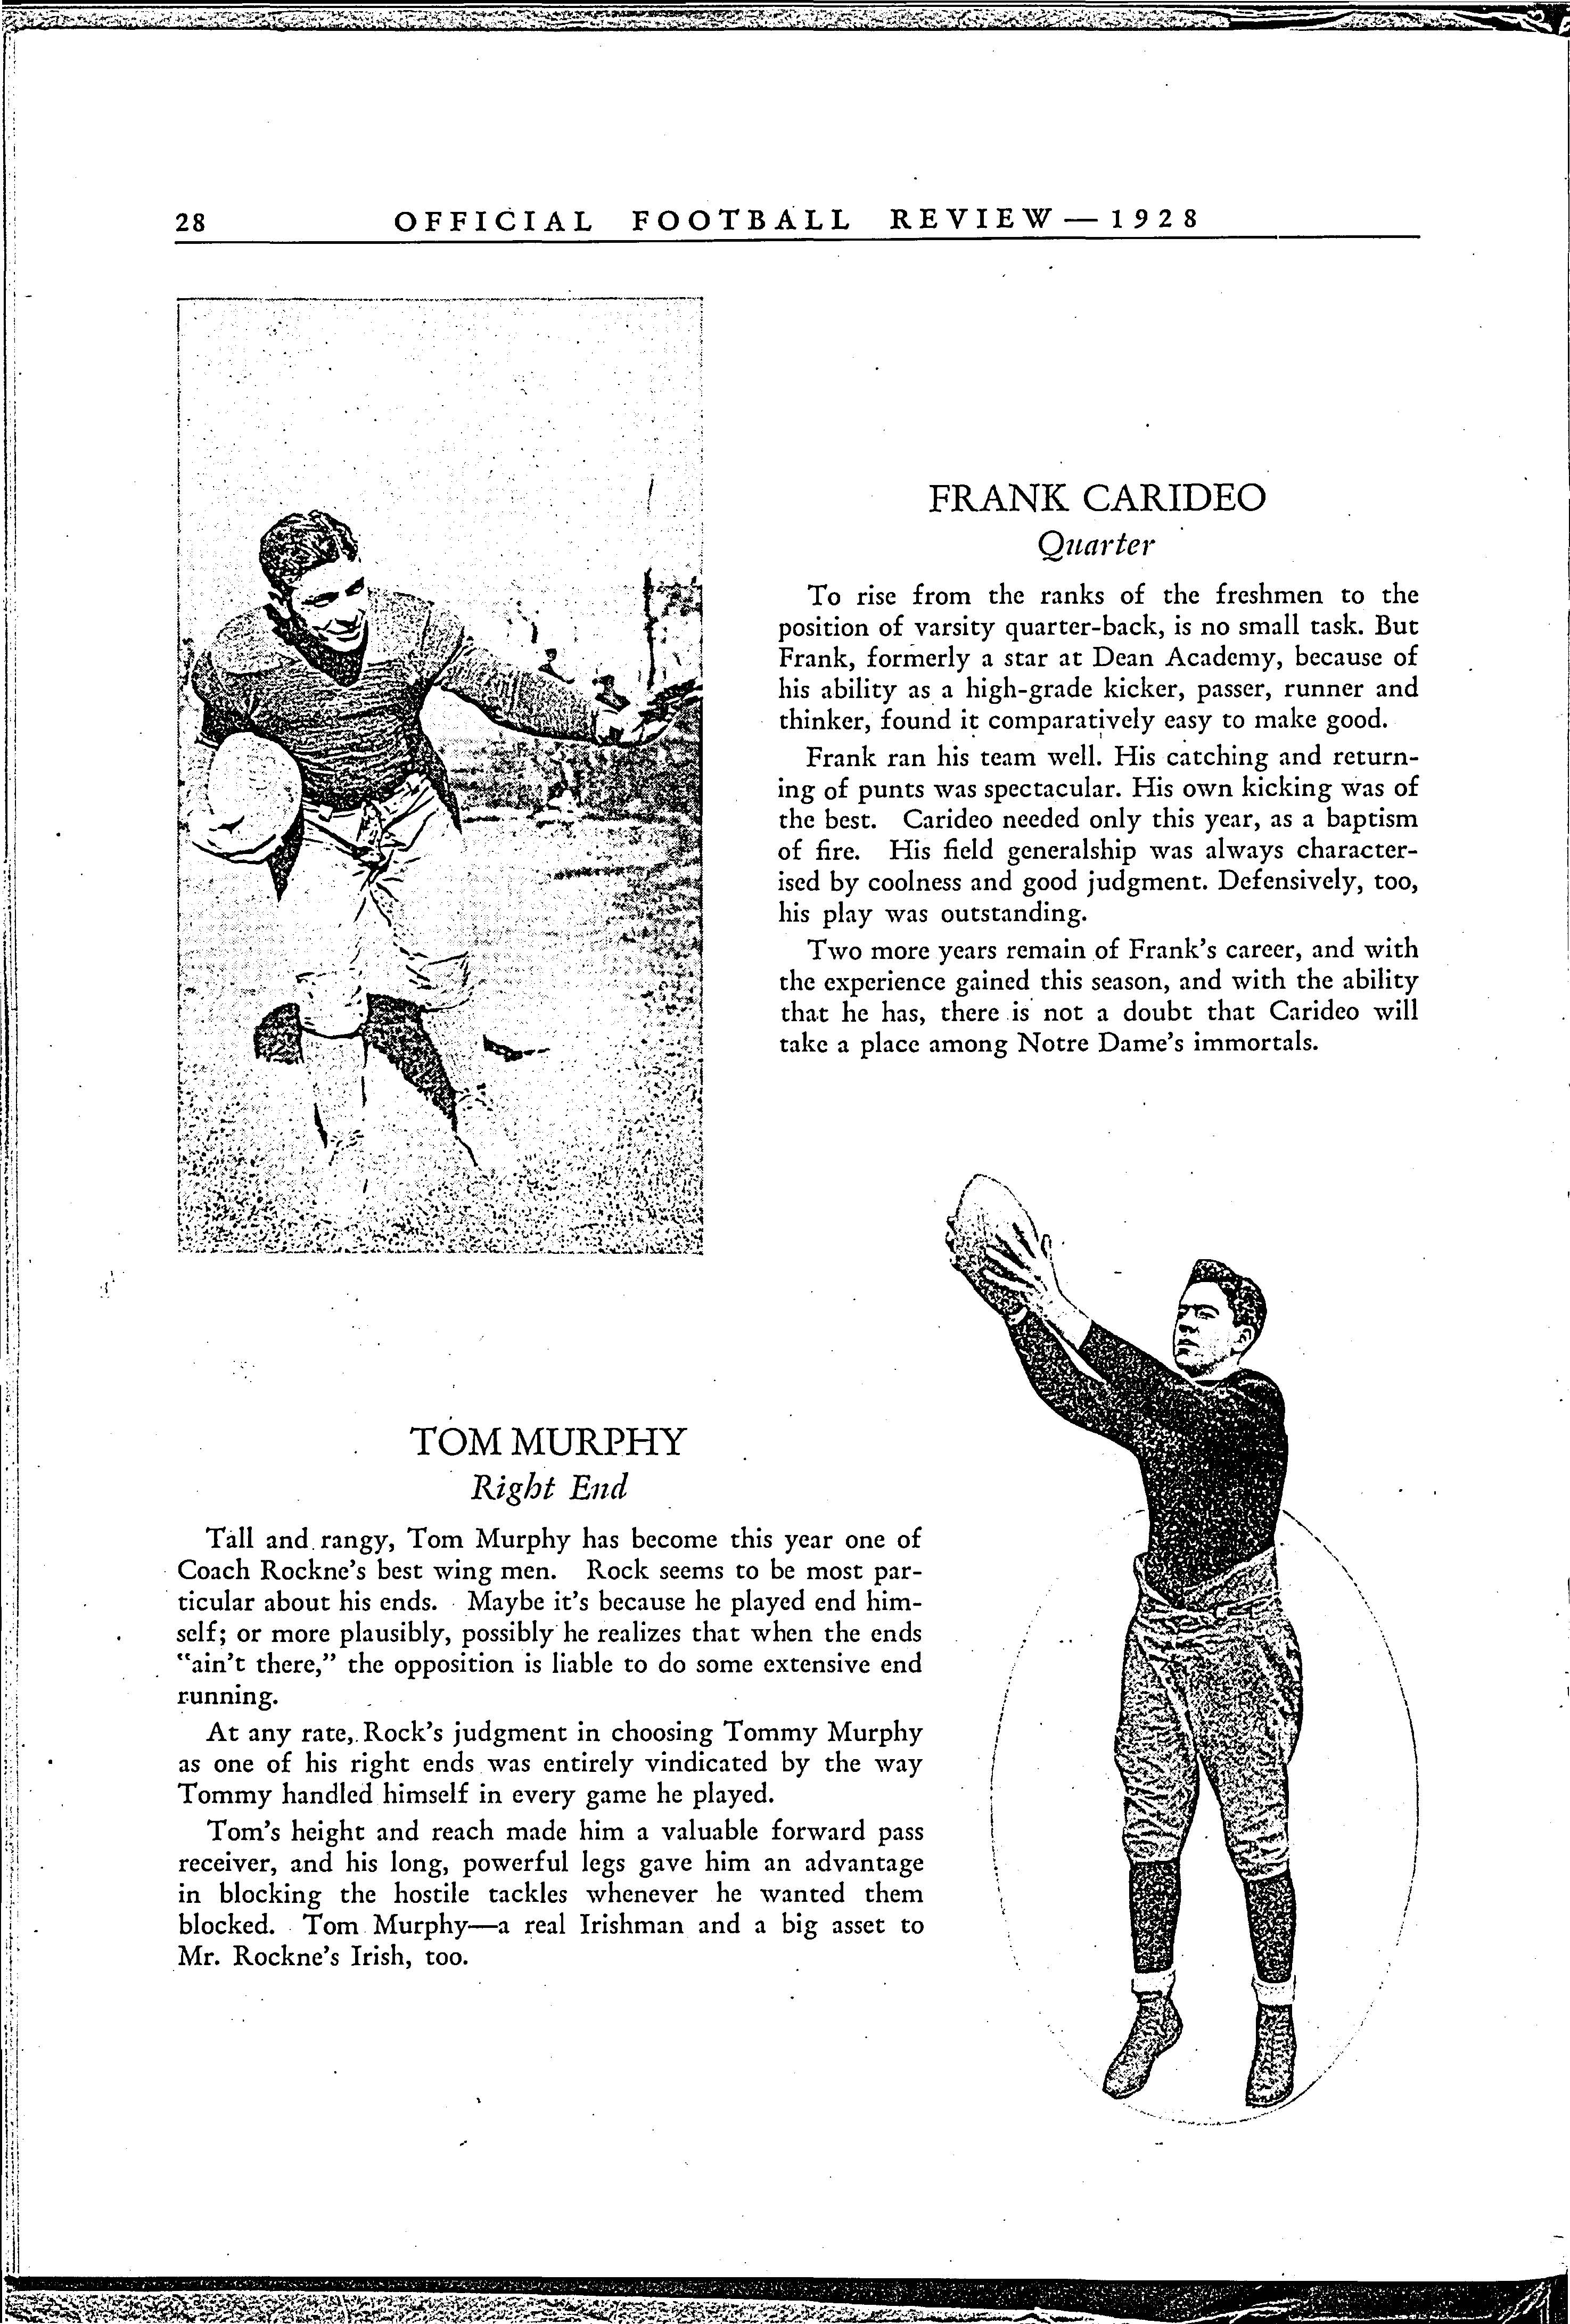 28 OFFICIAL FOOTBALL REVIEW—1928
FRANK CARIDEO
Quarter
To rise from the ranks of the freshmen to the
position of varsity quarter-back, is no small task. But
Frank, formerly a star at Dean Academy, because of
his ability as a high-grade kicker, passer, runner and
thinker, found it comparatively easy to make good.
Frank ran his team well. His catching and return-
ing of punts was spectacular. His own kicking was of
the best. Carideo needed only this year, as a baptism
of fire. His field generalship was always character-
ised by coolness and good judgment. Defensively, too,
his play was outstanding.
Two more years remain of Frank's career, and with
the experience gained this season, and with the ability
that he has, there is not a doubt that Carideo will
take a place among Notre Dame's immortals.
TOM MURPHY
Right End
Tall and rangy, Tom Murphy has become this year one of
Coach Rockne's best wing men. Rock seems to be most par-
ticular about his ends. Maybe it's because he played end him-
self; or more plausibly, possibly he realizes that when the ends
"ain't there," the opposition is liable to do some extensive end
running.
At any rate, Rock's judgment in choosing Tommy Murphy
as one of his right ends was entirely vindicated by the way
Tommy handled himself in every game he played.
Tom's height and reach made him a valuable forward pass
receiver, and his long, powerful legs gave him an advantage
in blocking the hostile tackles whenever he wanted them
blocked. Tom Murphy—a real Irishman and a big asset to
Mr. Rockne's Irish, too.